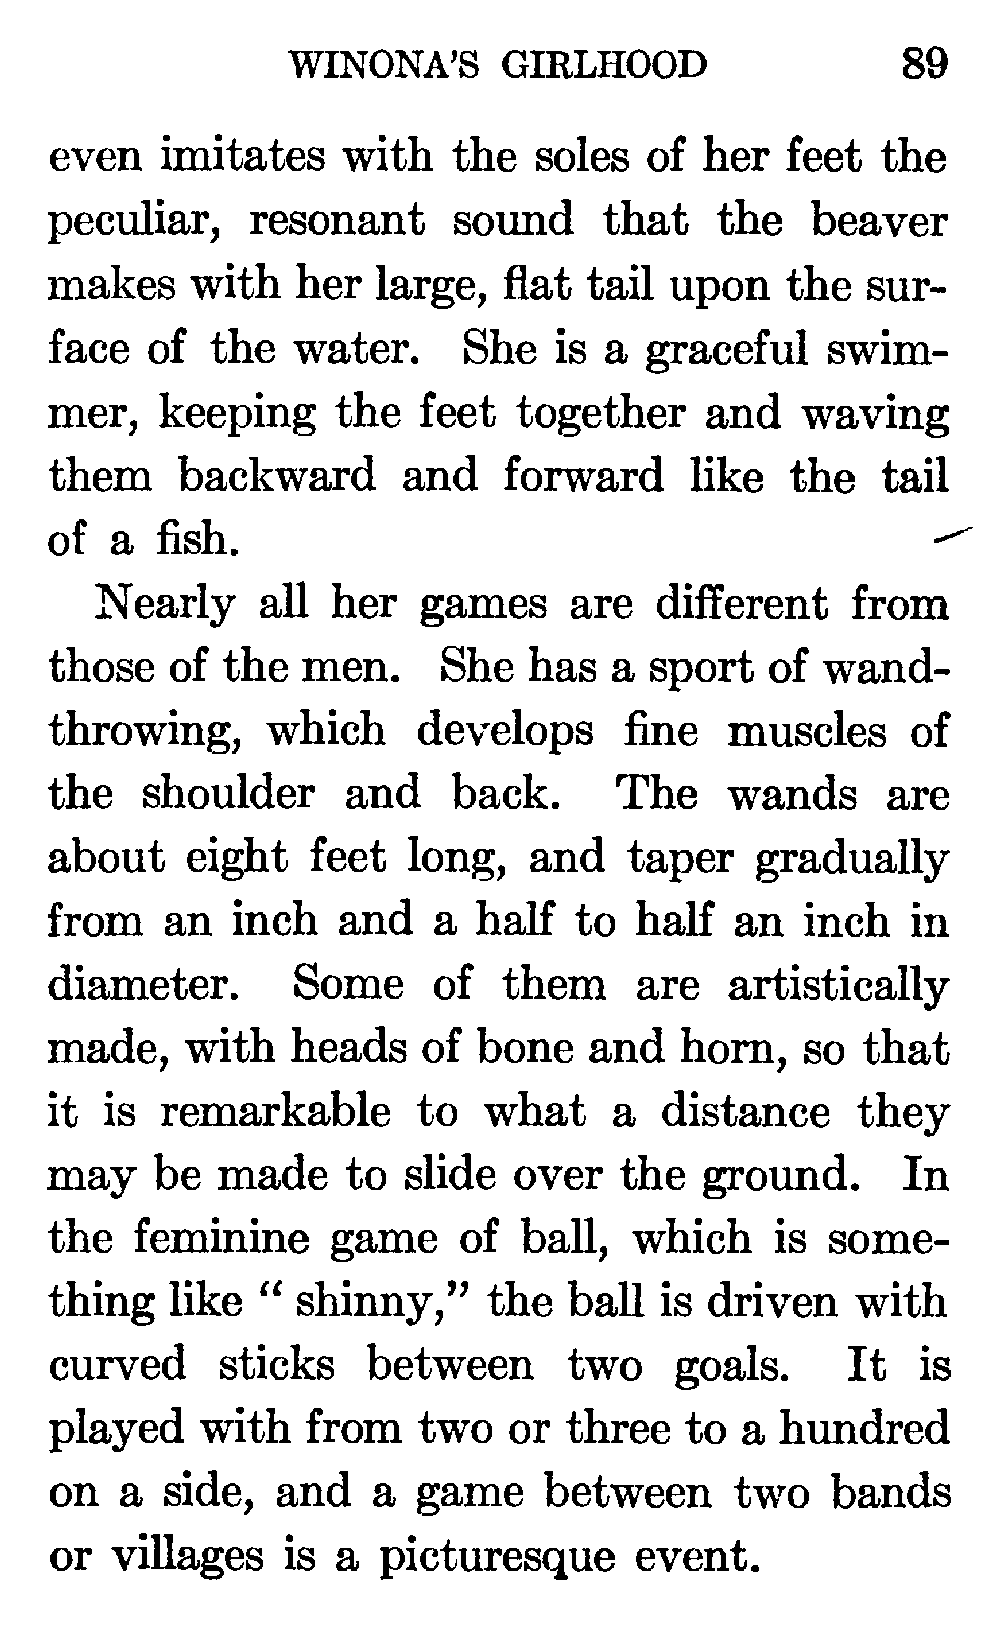 WINONA'S GIRLHOOD 89
even imitates with the soles of her feet the
peculiar, resonant sound that the beaver
makes with her large, flat tail upon the sur-
face of the water. She is a graceful swim-
mer, keeping the feet together and waving
them backward and forward like the tail
of a fish.
Nearly all her games are different from
those of the men. She has a sport of wand-
throwing, which develops fine muscles of
the shoulder and back. The wands are
about eight feet long, and taper gradually
from an inch and a half to half an inch in
diameter. Some of them are artistically
made, with heads of bone and horn, so that
it is remarkable to what a distance they
may be made to slide over the ground. In
the feminine game of ball, which is some-
thing like “ shinny,” the ball is driven with
curved sticks between two goals. It is
played with from two or three to a hundred
on a side, and a game between two bands
or villages is a picturesque event.